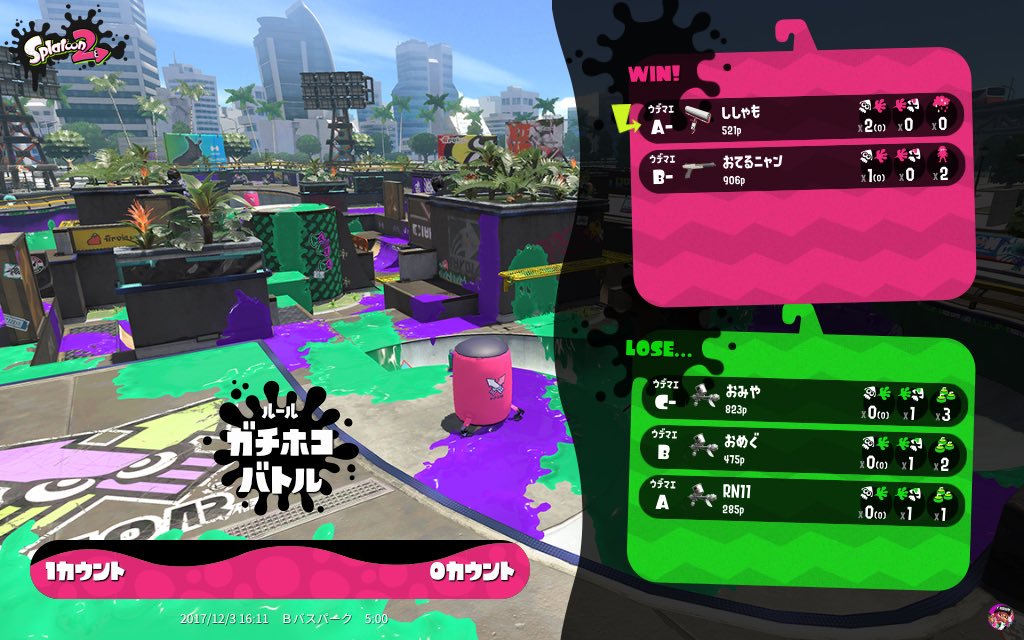 Splatoon 2
WIN!
ウデマエ
A-
ししゃも
521p
x2(0)
x0
x0
ウデマエ
B-
おてるニャン
906p
x1(0)
x0
x2
LOSE...
ウデマエ
C-
おみや
823p
x0(0)
x1
x3
ウデマエ
B
おめぐ
475p
x0(0)
x1
x2
ウデマエ
A
RN11
285p
x0(0)
x1
x1
ルール
ガチホコ
バトル
1カウント
0カウント
2017/12/3 16:11 Bバスパーク 5:00